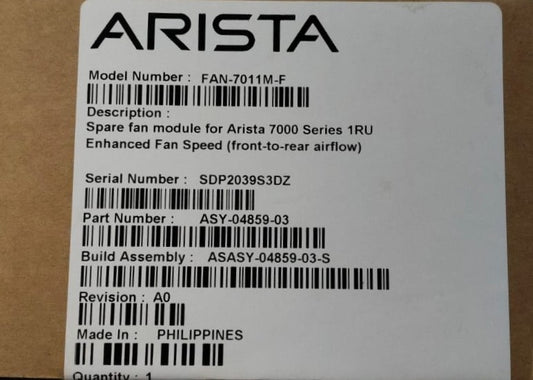 ARISTA
Model Number : FAN-7011M-F
Description :
Spare fan module for Arista 7000 Series 1RU
Enhanced Fan Speed (front-to-rear airflow)
Serial Number : SDP2039S3DZ
Part Number : ASY-04859-03
Build Assembly : ASASY-04859-03-S
Revision : A0
Made In : PHILIPPINES
Quantity : 1